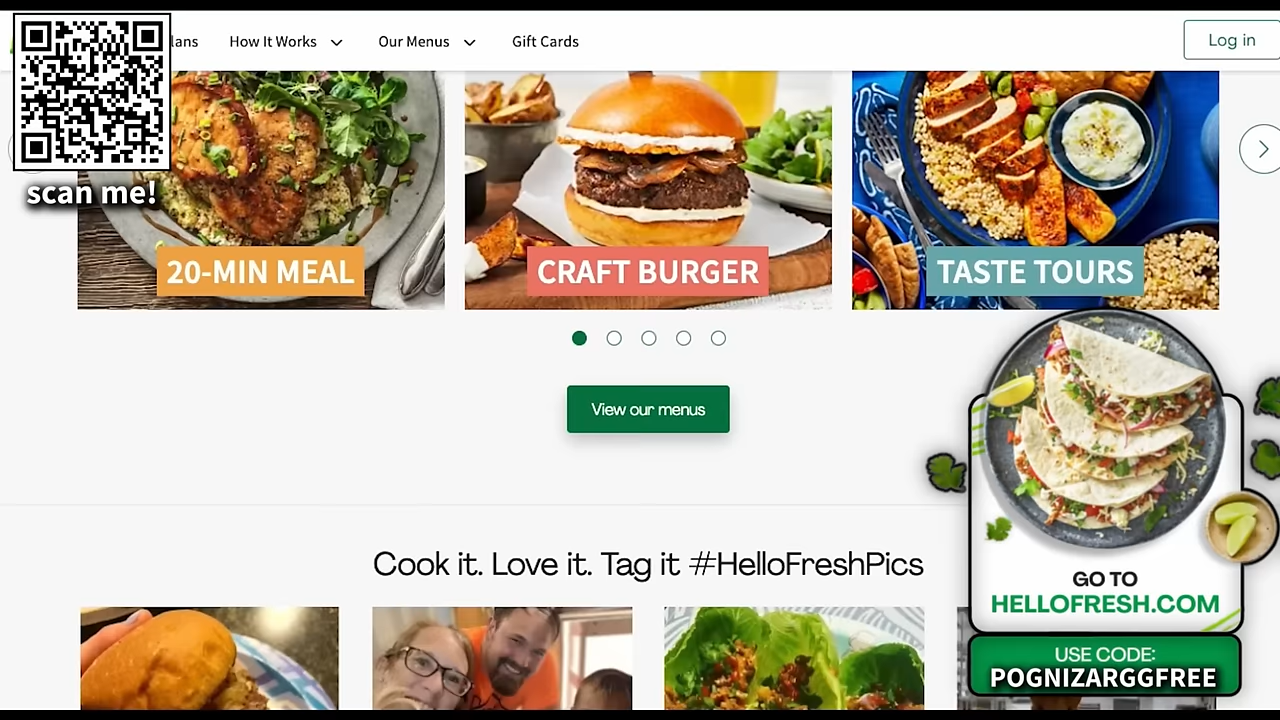 lans
How It Works
Our Menus
Gift Cards
Log in
scan me!
20-MIN MEAL
CRAFT BURGER
TASTE TOURS
View our menus
Cook it. Love it. Tag it #HelloFreshPics
GO TO
HELLOFRESH.COM
USE CODE:
POGNIZARGGFREE